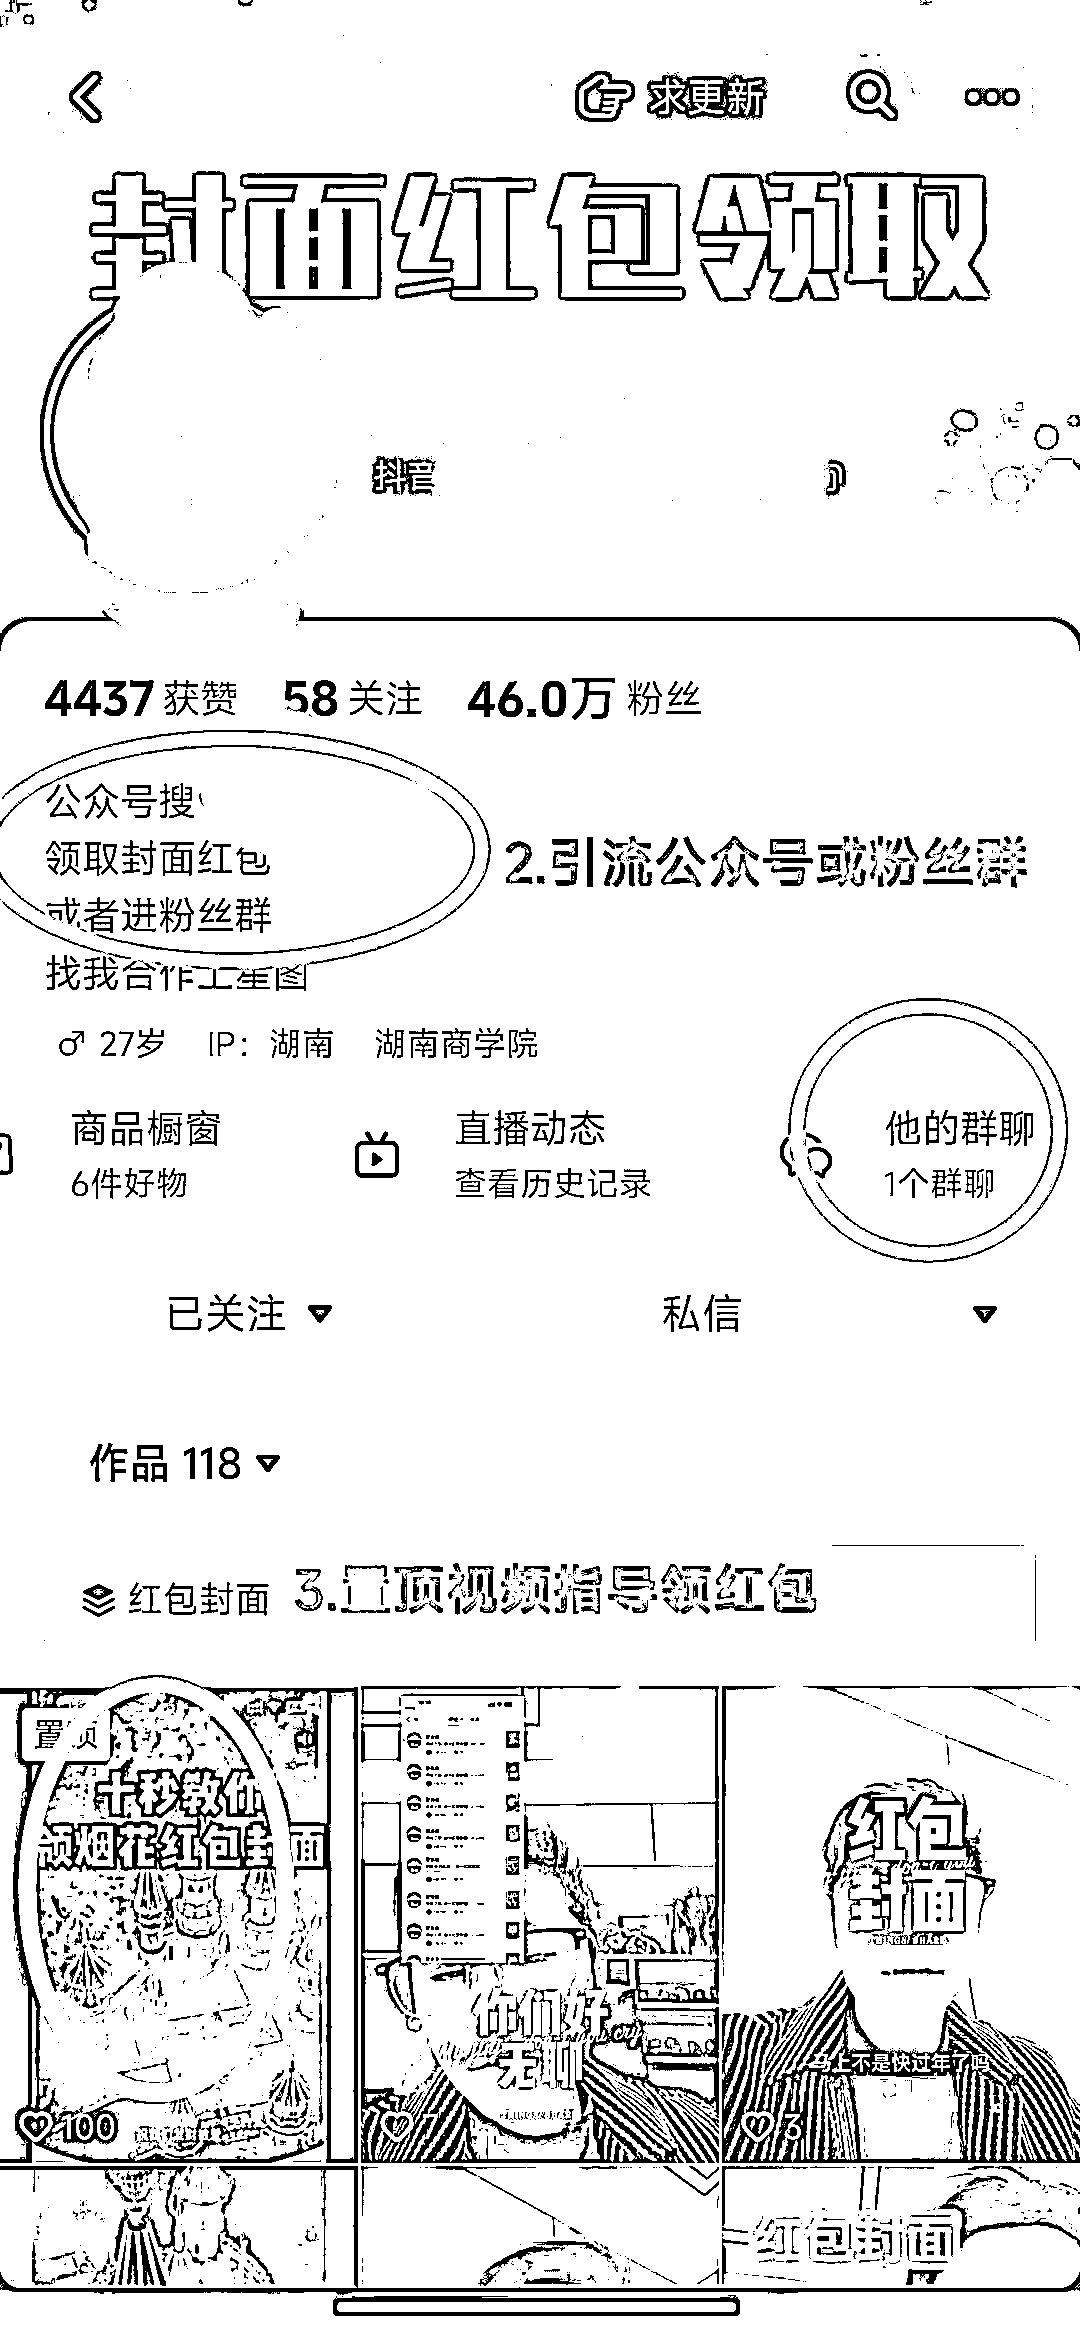 求更新
封面红包领取
抖音
4437 获赞 58 关注 46.0万 粉丝
公众号搜
领取封面红包
或者进粉丝群
找我合作上星图
2.引流公众号或粉丝群
♂ 27岁 IP：湖南 湖南商学院
商品橱窗
6件好物
直播动态
查看历史记录
他的群聊
1个群聊
已关注
私信
作品 118
红包封面
3.置顶视频指导领红包
置顶
十秒教你
领烟花红包封面
100
你们好
无聊
红包
封面
马上不是快过年了吗
3
红包封面